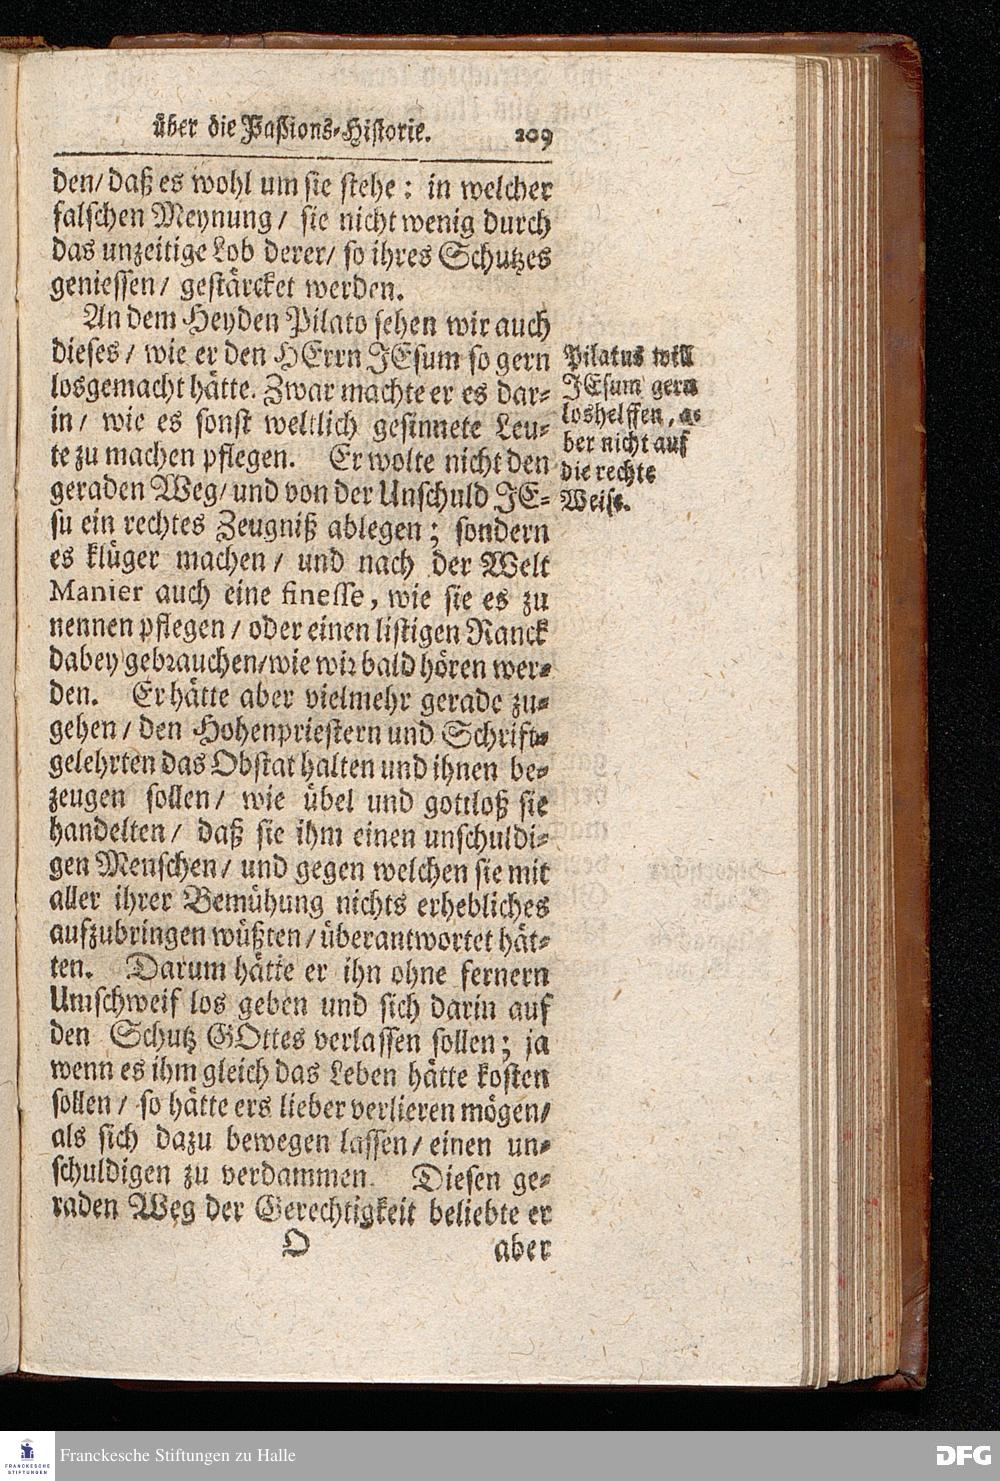 über die Paßions-Historie. 209
den/ daß es wohl um sie stehe: in welcher
falschen Meynung/ sie nicht wenig durch
das unzeitige Lob derer/ so ihres Schutzes
geniessen/ gestärcket werden.
An dem Heyden Pilato sehen wir auch
dieses/ wie er den HErrn JEsum so gern
losgemacht hätte. Zwar machte er es dar-
in/ wie es sonst weltlich gesinnete Leu-
te zu machen pflegen. Er wolte nicht den
geraden Weg/ und von der Unschuld JE-
su ein rechtes Zeugniß ablegen; sondern
es klüger machen/ und nach der Welt
Manier auch eine finesse, wie sie es zu
nennen pflegen/ oder einen listigen Ranck
dabey gebrauchen/ wie wir bald hören wer-
den. Er hätte aber vielmehr gerade zu-
gehen/ den Hohenpriestern und Schrift-
gelehrten das Obstat halten und ihnen be-
zeugen sollen/ wie übel und gottloß sie
handelten/ daß sie ihm einen unschuldi-
gen Menschen/ und gegen welchen sie mit
aller ihrer Bemühung nichts erhebliches
aufzubringen wüßten/ überantwortet hät-
ten. Darum hätte er ihn ohne fernern
Umschweif los geben und sich darin auf
den Schutz GOttes verlassen sollen; ja
wenn es ihm gleich das Leben hätte kosten
sollen/ so hätte ers lieber verlieren mögen/
als sich dazu bewegen lassen/ einen un-
schuldigen zu verdammen. Diesen ge-
raden Weg der Gerechtigkeit beliebte er
O aber
Pilatus will
JEsum gern
loshelffen, a-
ber nicht auf
die rechte
Weise.
FRANCKESCHE
STIFTUNGEN
Franckesche Stiftungen zu Halle
DFG